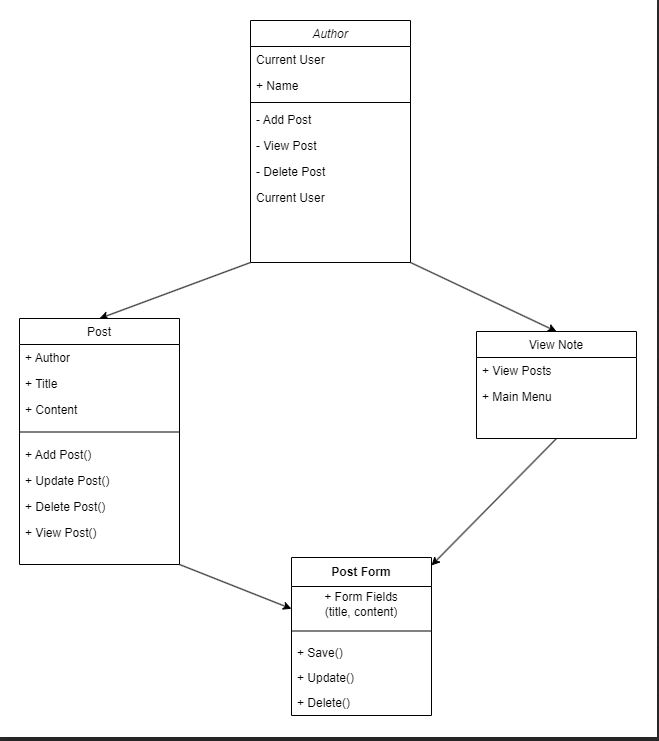 Author
Current User
+ Name
- Add Post
- View Post
- Delete Post
Current User
Post
+ Author
+ Title
+ Content
+ Add Post()
+ Update Post()
+ Delete Post()
+ View Post()
View Note
+ View Posts
+ Main Menu
Post Form
+ Form Fields
(title, content)
+ Save()
+ Update()
+ Delete()